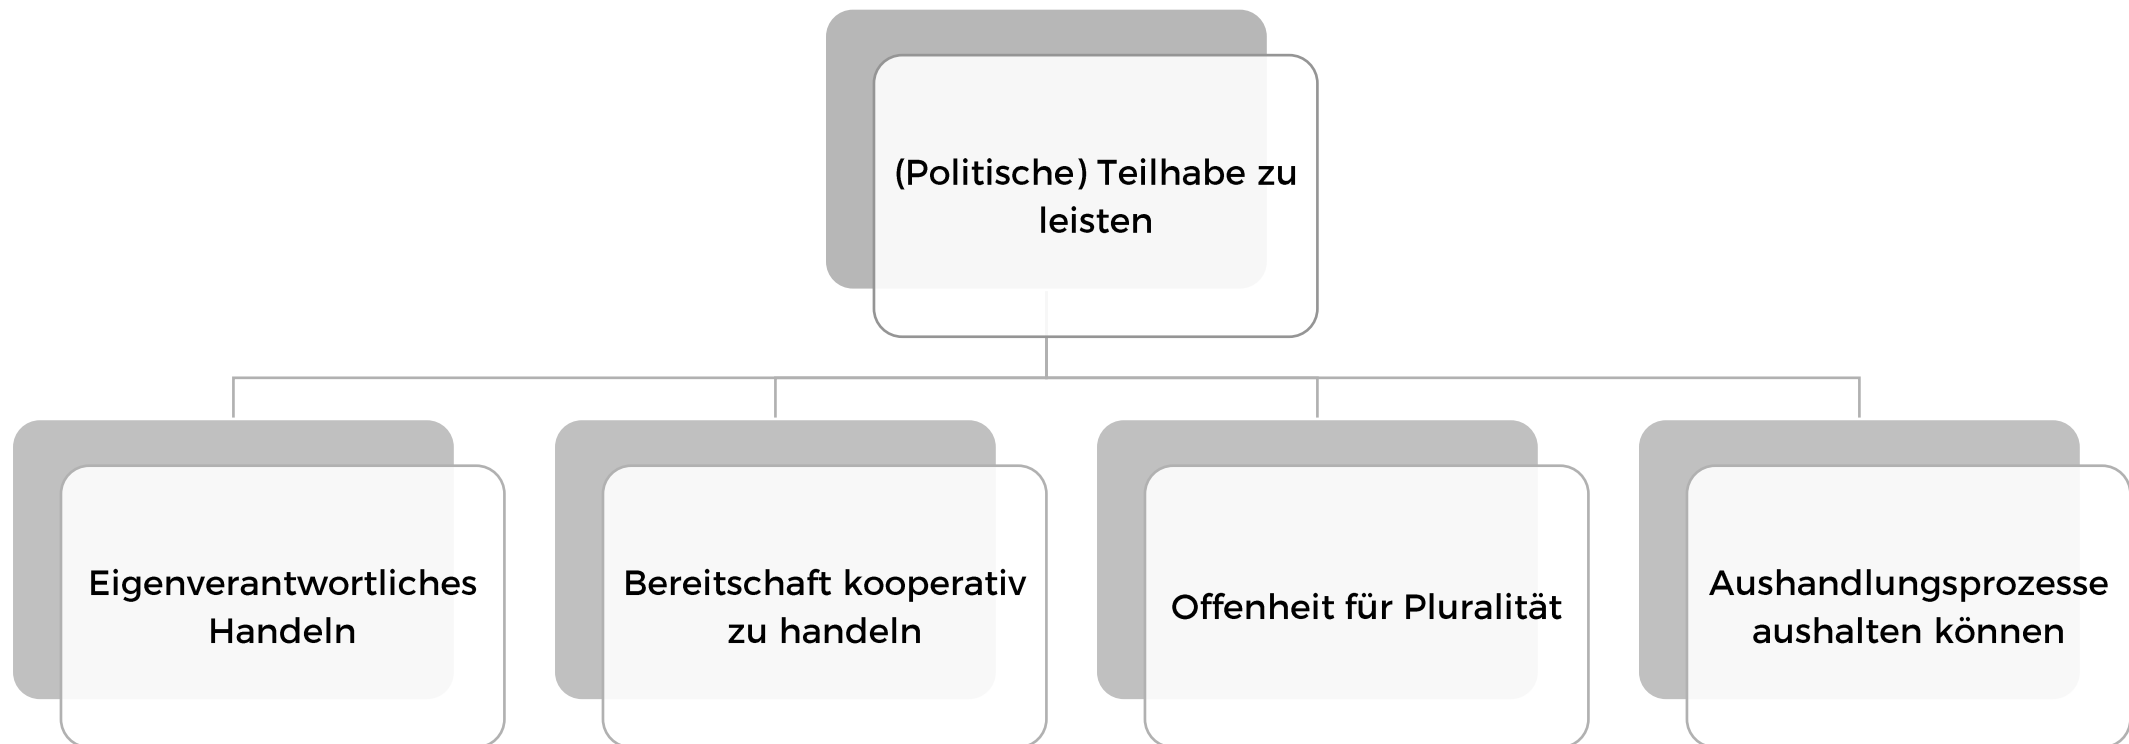 (Politische) Teilhabe zu
leisten
Eigenverantwortliches
Handeln
Bereitschaft kooperativ
zu handeln
Offenheit für Pluralität
Aushandlungsprozesse
aushalten können